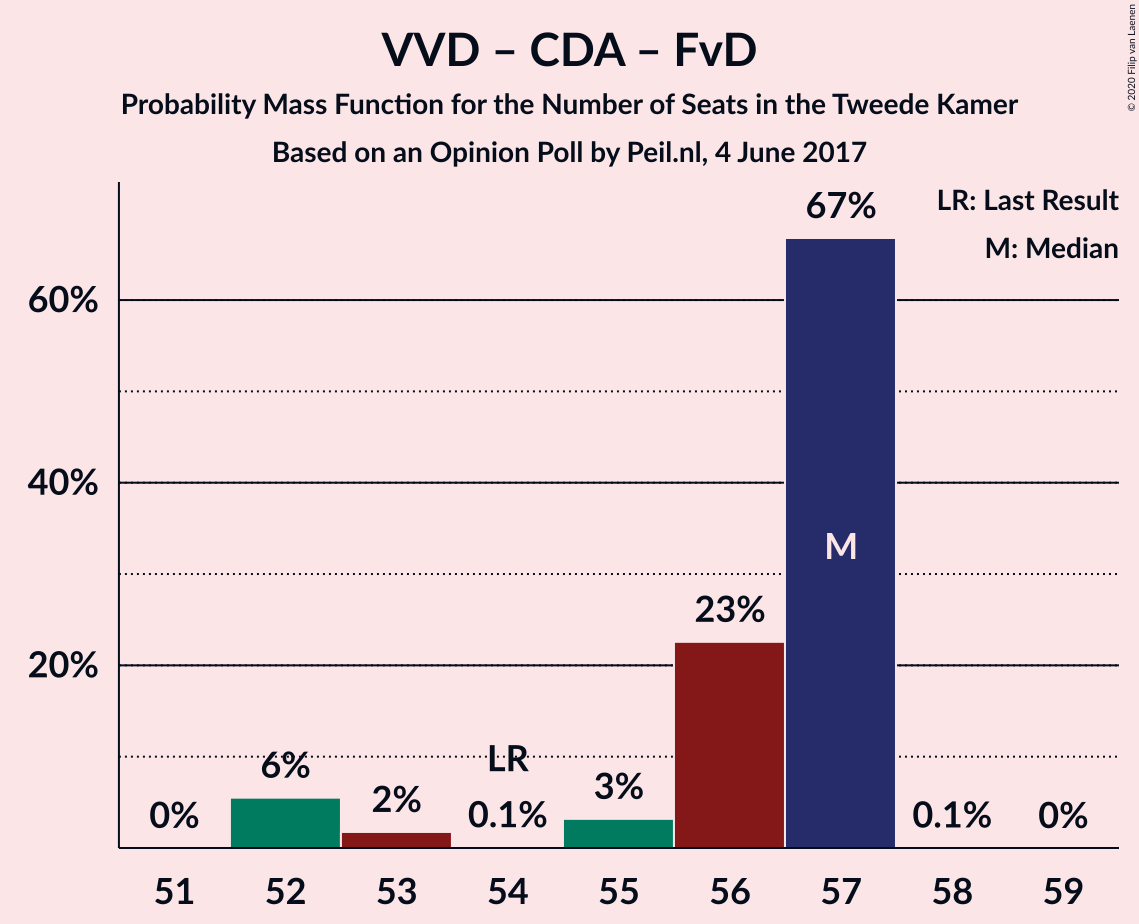 VVD – CDA – FvD
Probability Mass Function for the Number of Seats in the Tweede Kamer
Based on an Opinion Poll by Peil.nl, 4 June 2017
© 2020 Filip van Laenen
LR: Last Result
M: Median
60%
40%
20%
0%
6%
2%
LR
0.1%
3%
23%
67%
M
0.1%
0%
51 52 53 54 55 56 57 58 59